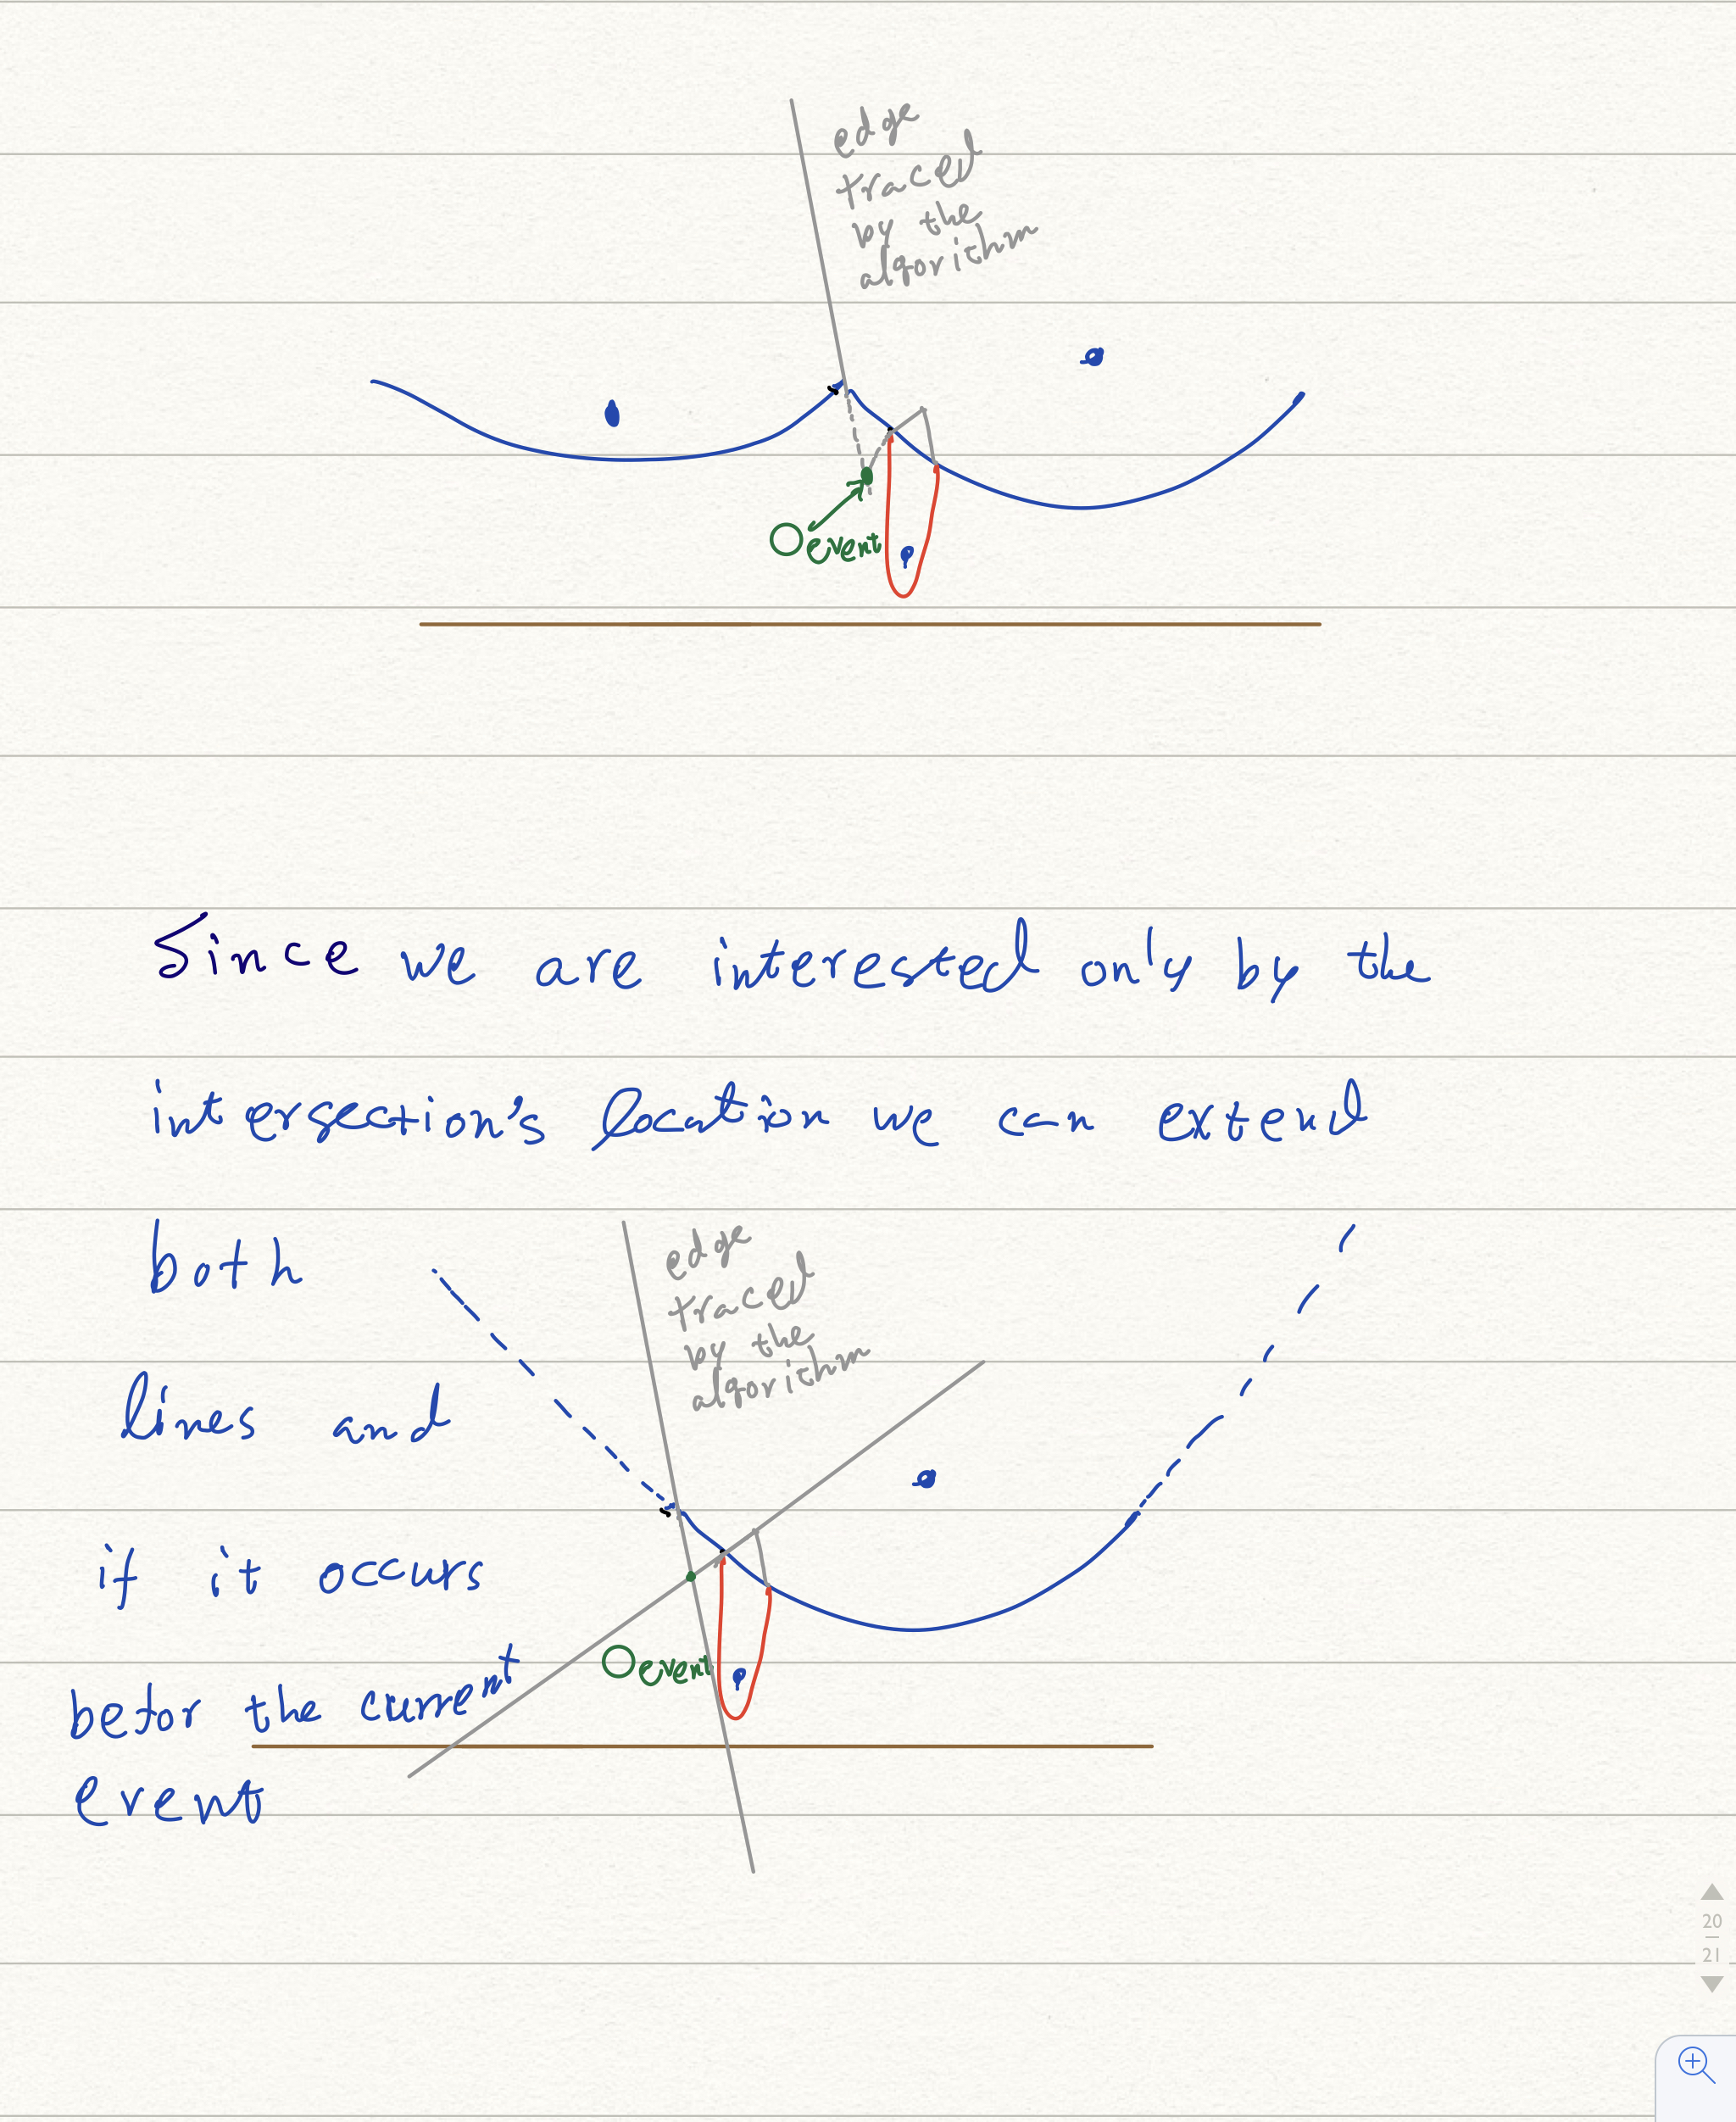 edge
traced
by the
algorithm
O event
Since we are interested only by the
intersection's location we can extend
both
edge
traced
by the
algorithm
lines and
if it occurs
O event
befor the current
event
20
21